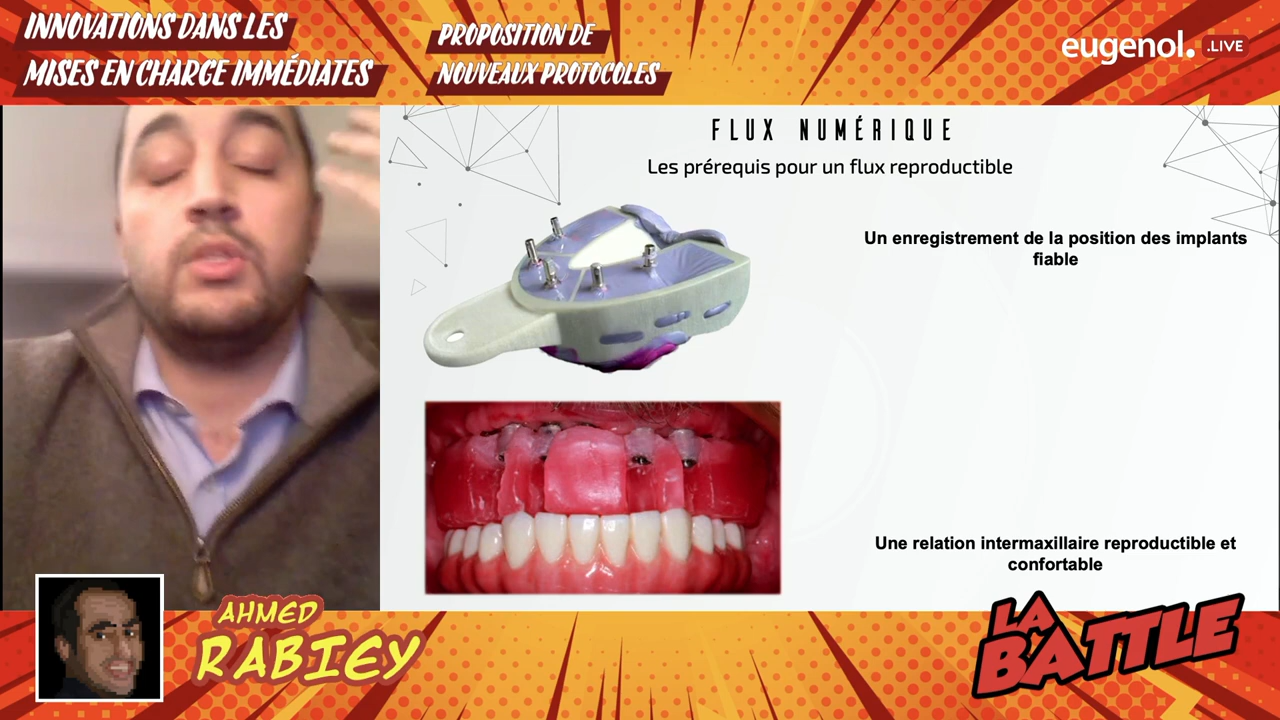 INNOVATIONS DANS LES
MISES EN CHARGE IMMÉDIATES
PROPOSITION DE
NOUVEAUX PROTOCOLES
eugenol. .LIVE
FLUX NUMÉRIQUE
Les prérequis pour un flux reproductible
Un enregistrement de la position des implants
fiable
Une relation intermaxillaire reproductible et
confortable
AHMED
RABIEY
LA
BATTLE